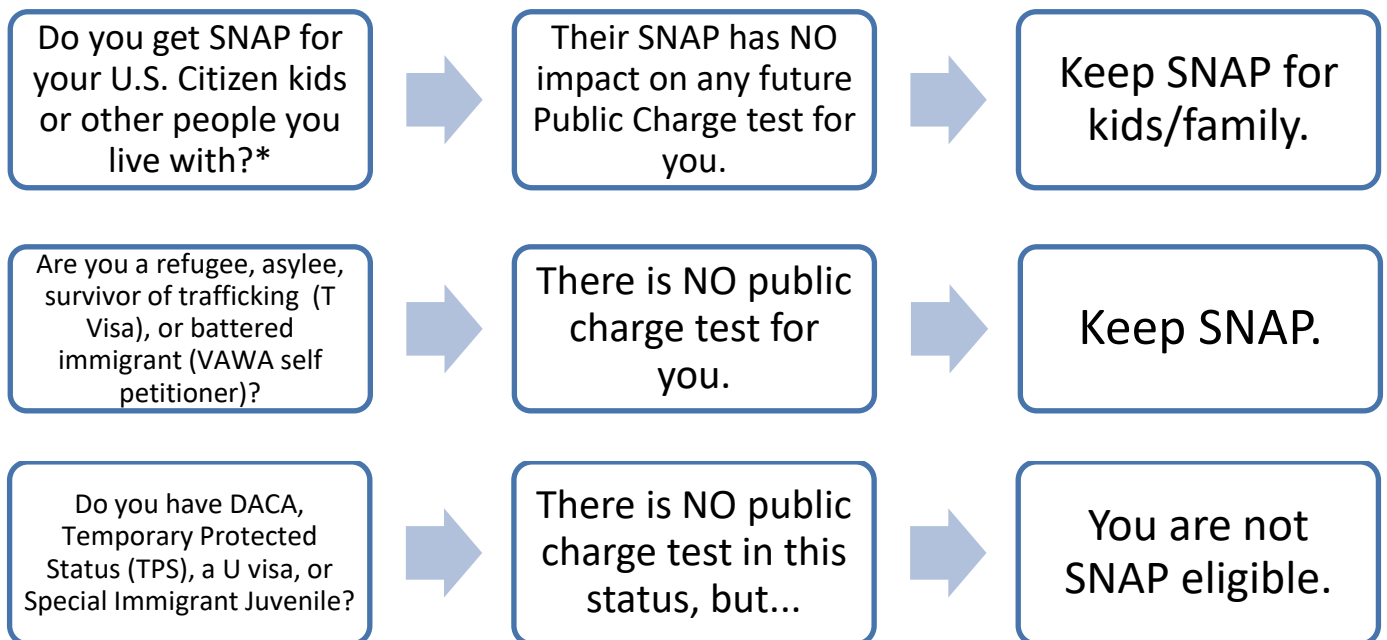 Do you get SNAP for
your U.S. Citizen kids
or other people you
live with?*
Their SNAP has NO
impact on any future
Public Charge test for
you.
Keep SNAP for
kids/family.
Are you a refugee, asylee,
survivor of trafficking (T
Visa), or battered
immigrant (VAWA self
petitioner)?
There is NO public
charge test for
you.
Keep SNAP.
Do you have DACA,
Temporary Protected
Status (TPS), a U visa, or
Special Immigrant Juvenile?
There is NO public
charge test in this
status, but...
You are not
SNAP eligible.